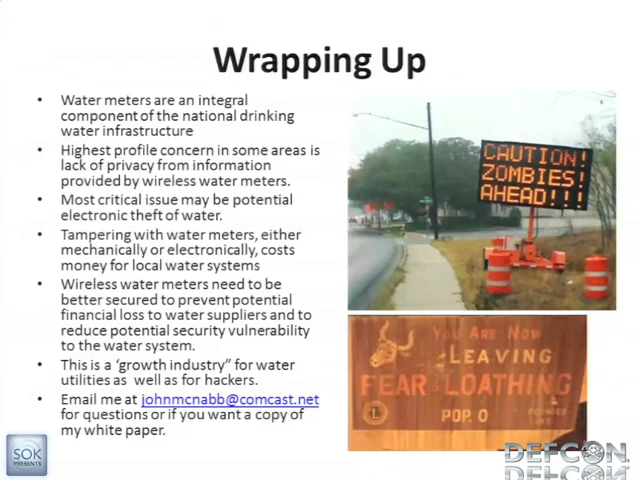 Wrapping Up
• Water meters are an integral
component of the national drinking
water infrastructure
• Highest profile concern in some areas is
lack of privacy from information
provided by wireless water meters.
• Most critical issue may be potential
electronic theft of water.
• Tampering with water meters, either
mechanically or electronically, costs
money for local water systems
• Wireless water meters need to be
better secured to prevent potential
financial loss to water suppliers and to
reduce potential security vulnerability
to the water system.
• This is a ‘growth industry” for water
utilities as well as for hackers.
• Email me at johnmcnabb@comcast.net
for questions or if you want a copy of
my white paper.
CAUTION!
ZOMBIES!
AHEAD!!!
YOU ARE NOW
LEAVING
FEAR LOATHING
POP. 0
SOK
PRESENTS
DEFCON